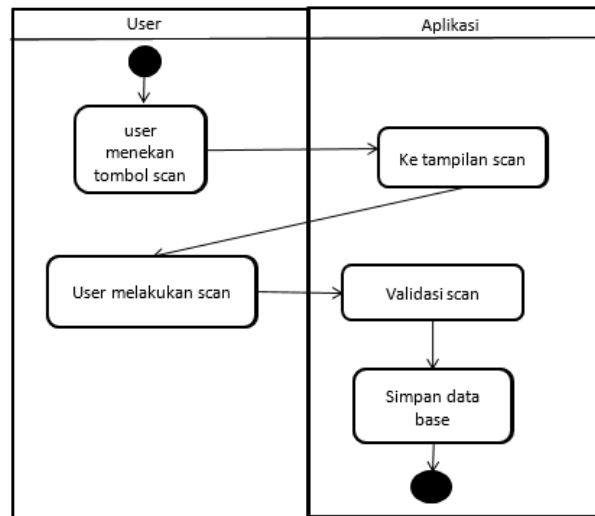 User
Aplikasi
user
menekan
tombol scan
Ke tampilan scan
User melakukan scan
Validasi scan
Simpan data
base